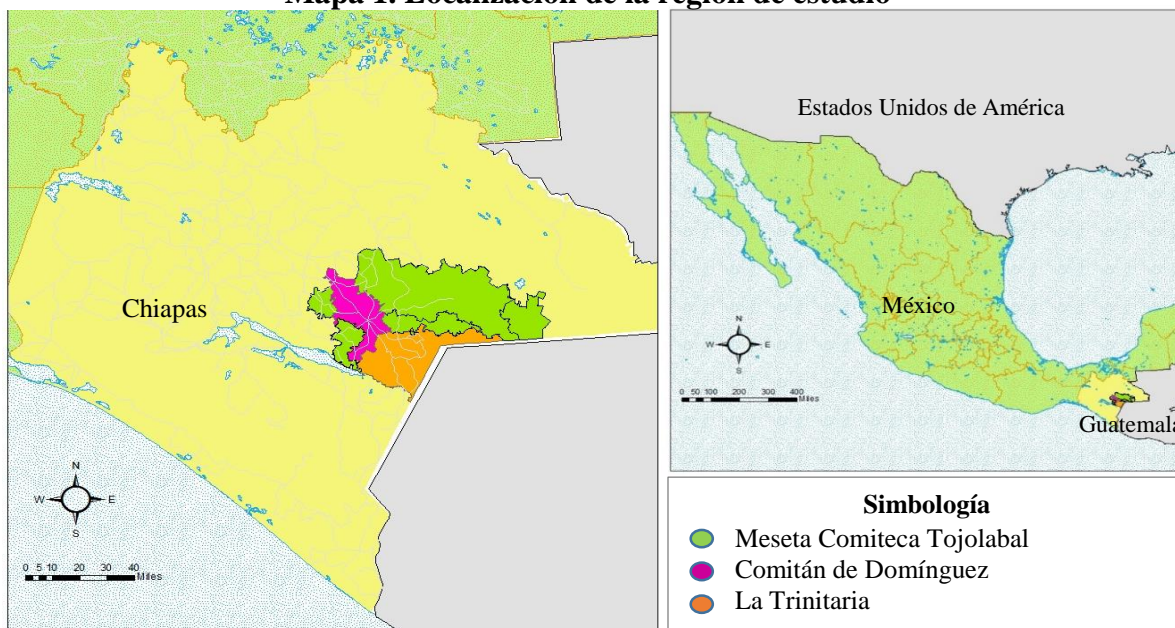 Mapa 1. Localización de la región de estudio
Chiapas
N
W E
S
0 5 10 20 30 40
Miles
Estados Unidos de América
México
N
W E
S
0 50 100 200 300 400
Miles
Guatemala
Simbología
Meseta Comiteca Tojolabal
Comitán de Domínguez
La Trinitaria